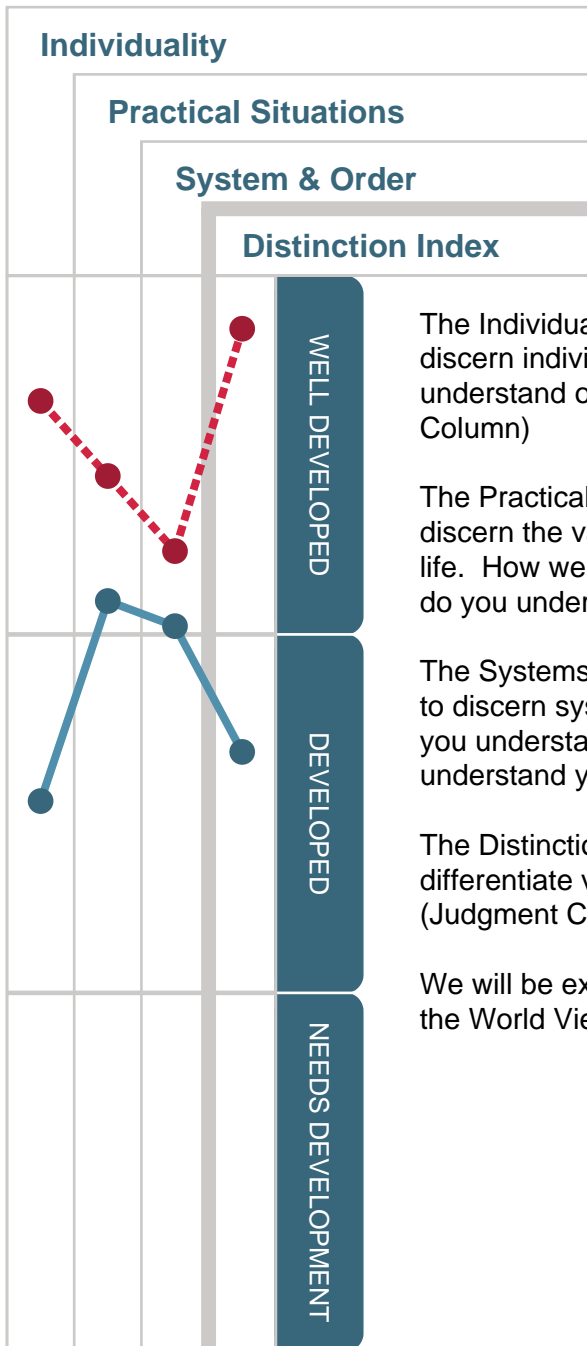 Individuality
Practical Situations
System & Order
Distinction Index
WELL DEVELOPED
DEVELOPED
NEEDS DEVELOPMENT
The Individua
discern indivi
understand o
Column)
The Practical
discern the v
life.  How we
do you under
The Systems
to discern sys
you understa
understand y
The Distinctio
differentiate v
(Judgment C
We will be ex
the World Vie